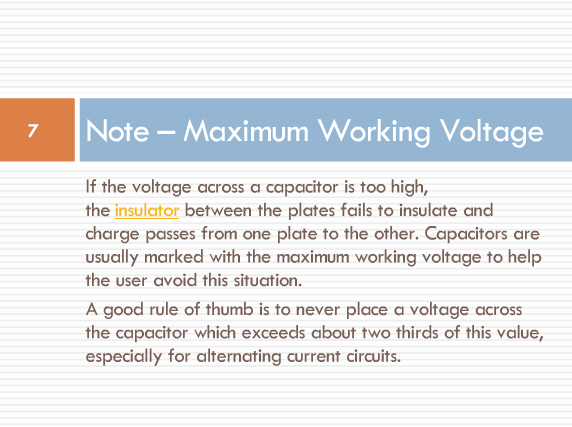 7
Note – Maximum Working Voltage
If the voltage across a capacitor is too high,
the insulator between the plates fails to insulate and
charge passes from one plate to the other. Capacitors are
usually marked with the maximum working voltage to help
the user avoid this situation.
A good rule of thumb is to never place a voltage across
the capacitor which exceeds about two thirds of this value,
especially for alternating current circuits.